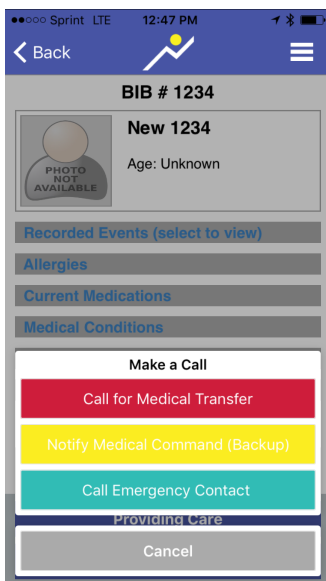 Sprint LTE 12:47 PM
Back
BIB # 1234
New 1234
Age: Unknown
PHOTO
NOT
AVAILABLE
Recorded Events (select to view)
Allergies
Current Medications
Medical Conditions
Make a Call
Call for Medical Transfer
Notify Medical Command (Backup)
Call Emergency Contact
Providing Care
Cancel